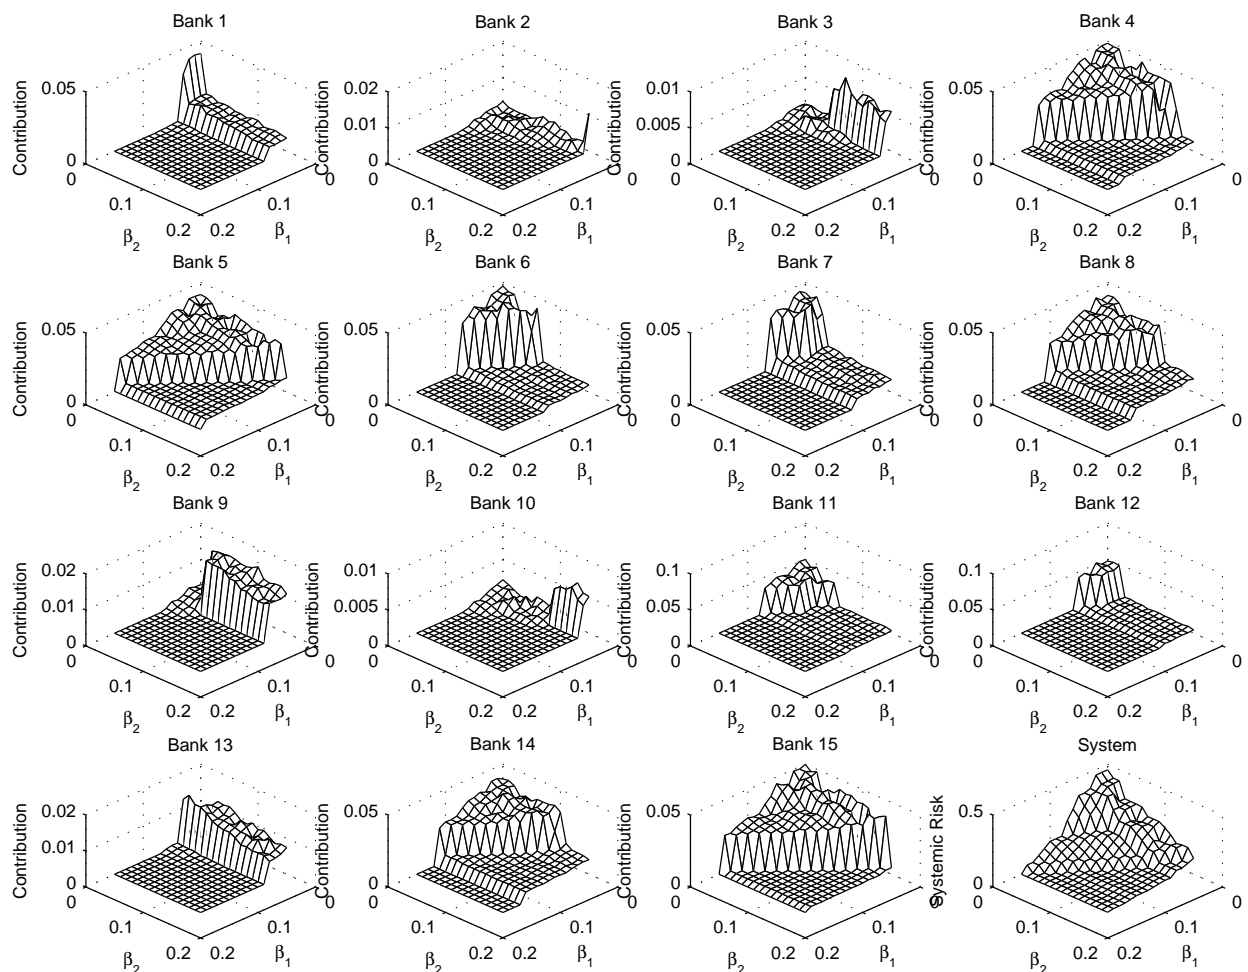 Bank 1
Contribution
0.05
0
0
0.1
0.2
β2
0.2
0.1
0
β1
Bank 2
Contribution
0.02
0.01
0
0
0.1
0.2
β2
0.2
0.1
0
β1
Bank 3
Contribution
0.01
0.005
0
0
0.1
0.2
β2
0.2
0.1
0
β1
Bank 4
Contribution
0.05
0
0
0.1
0.2
β2
0.2
0.1
0
β1
Bank 5
Contribution
0.05
0
0
0.1
0.2
β2
0.2
0.1
0
β1
Bank 6
Contribution
0.05
0
0
0.1
0.2
β2
0.2
0.1
0
β1
Bank 7
Contribution
0.05
0
0
0.1
0.2
β2
0.2
0.1
0
β1
Bank 8
Contribution
0.05
0
0
0.1
0.2
β2
0.2
0.1
0
β1
Bank 9
Contribution
0.02
0.01
0
0
0.1
0.2
β2
0.2
0.1
0
β1
Bank 10
Contribution
0.01
0.005
0
0
0.1
0.2
β2
0.2
0.1
0
β1
Bank 11
Contribution
0.1
0.05
0
0
0.1
0.2
β2
0.2
0.1
0
β1
Bank 12
Contribution
0.1
0.05
0
0
0.1
0.2
β2
0.2
0.1
0
β1
Bank 13
Contribution
0.02
0.01
0
0
0.1
0.2
β2
0.2
0.1
0
β1
Bank 14
Contribution
0.05
0
0
0.1
0.2
β2
0.2
0.1
0
β1
Bank 15
Contribution
0.05
0
0
0.1
0.2
β2
0.2
0.1
0
β1
System
Systemic Risk
0.5
0
0
0.1
0.2
β2
0.2
0.1
0
β1